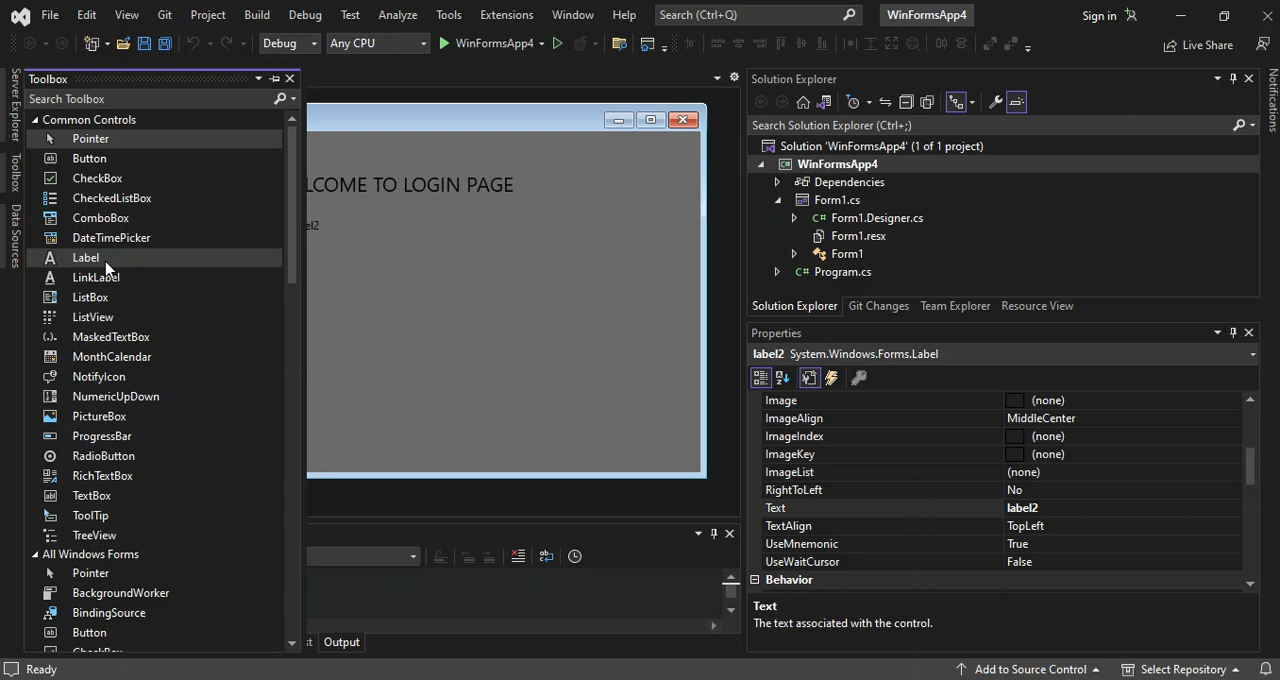 File Edit View Git Project Build Debug Test Analyze Tools Extensions Window Help Search (Ctrl+Q) WinFormsApp4 Sign in
Debug Any CPU WinFormsApp4 Live Share
Server Explorer
Toolbox
Data Sources
Toolbox
Search Toolbox
Common Controls
Pointer
Button
CheckBox
CheckedListBox
ComboBox
DateTimePicker
Label
LinkLabel
ListBox
ListView
MaskedTextBox
MonthCalendar
NotifyIcon
NumericUpDown
PictureBox
ProgressBar
RadioButton
RichTextBox
TextBox
ToolTip
TreeView
All Windows Forms
Pointer
BackgroundWorker
BindingSource
Button
CheckBox
LCOME TO LOGIN PAGE
el2
st Output
Solution Explorer
Search Solution Explorer (Ctrl+;)
Solution 'WinFormsApp4' (1 of 1 project)
WinFormsApp4
Dependencies
Form1.cs
Form1.Designer.cs
Form1.resx
Form1
Program.cs
Solution Explorer Git Changes Team Explorer Resource View
Properties
label2 System.Windows.Forms.Label
Image (none)
ImageAlign MiddleCenter
ImageIndex (none)
ImageKey (none)
ImageList (none)
RightToLeft No
Text label2
TextAlign TopLeft
UseMnemonic True
UseWaitCursor False
Behavior
Text
The text associated with the control.
Notifications
Ready Add to Source Control Select Repository